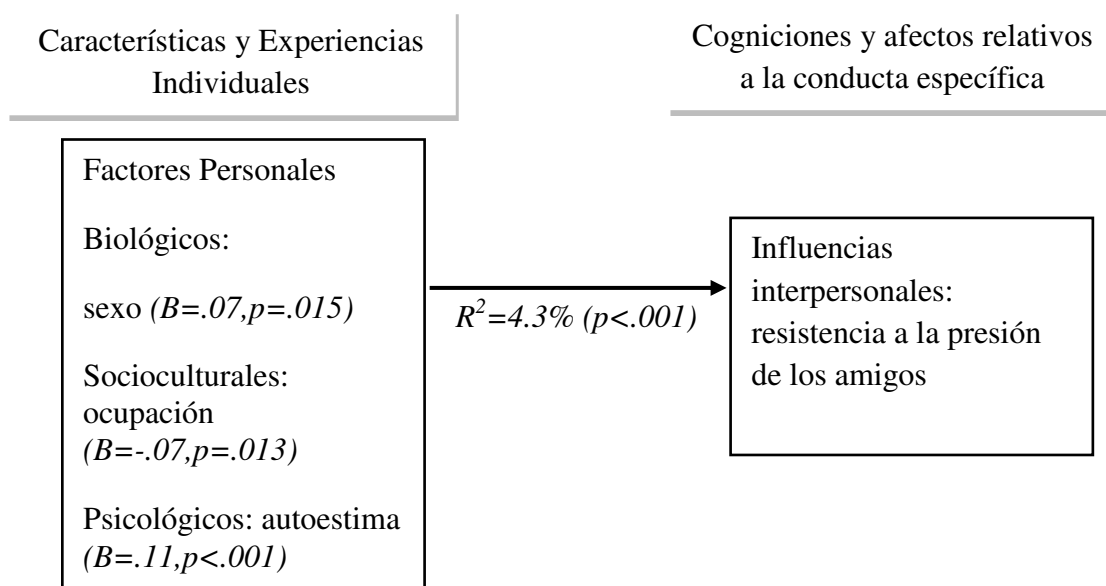 Características y Experiencias
Individuales
Cogniciones y afectos relativos
a la conducta específica
Factores Personales
Biológicos:
sexo (B=.07,p=.015)
Socioculturales:
ocupación
(B=-.07,p=.013)
Psicológicos: autoestima
(B=.11,p<.001)
R²=4.3% (p<.001)
Influencias
interpersonales:
resistencia a la presión
de los amigos